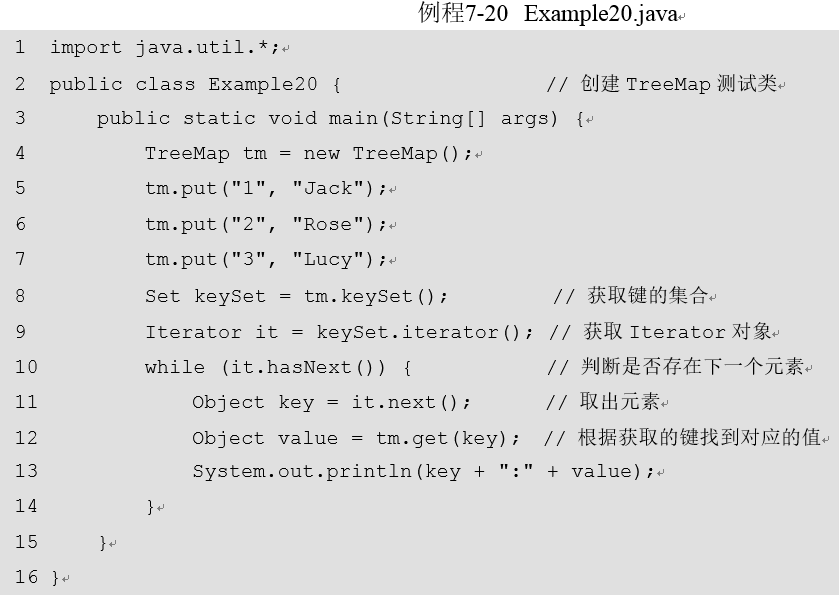 例程7-20 Example20.java
1 import java.util.*;
2 public class Example20 { // 创建 TreeMap 测试类
3 public static void main(String[] args) {
4 TreeMap tm = new TreeMap();
5 tm.put("1", "Jack");
6 tm.put("2", "Rose");
7 tm.put("3", "Lucy");
8 Set keySet = tm.keySet(); // 获取键的集合
9 Iterator it = keySet.iterator(); // 获取 Iterator 对象
10 while (it.hasNext()) { // 判断是否存在下一个元素
11 Object key = it.next(); // 取出元素
12 Object value = tm.get(key); // 根据获取的键找到对应的值
13 System.out.println(key + ":" + value);
14 }
15 }
16 }